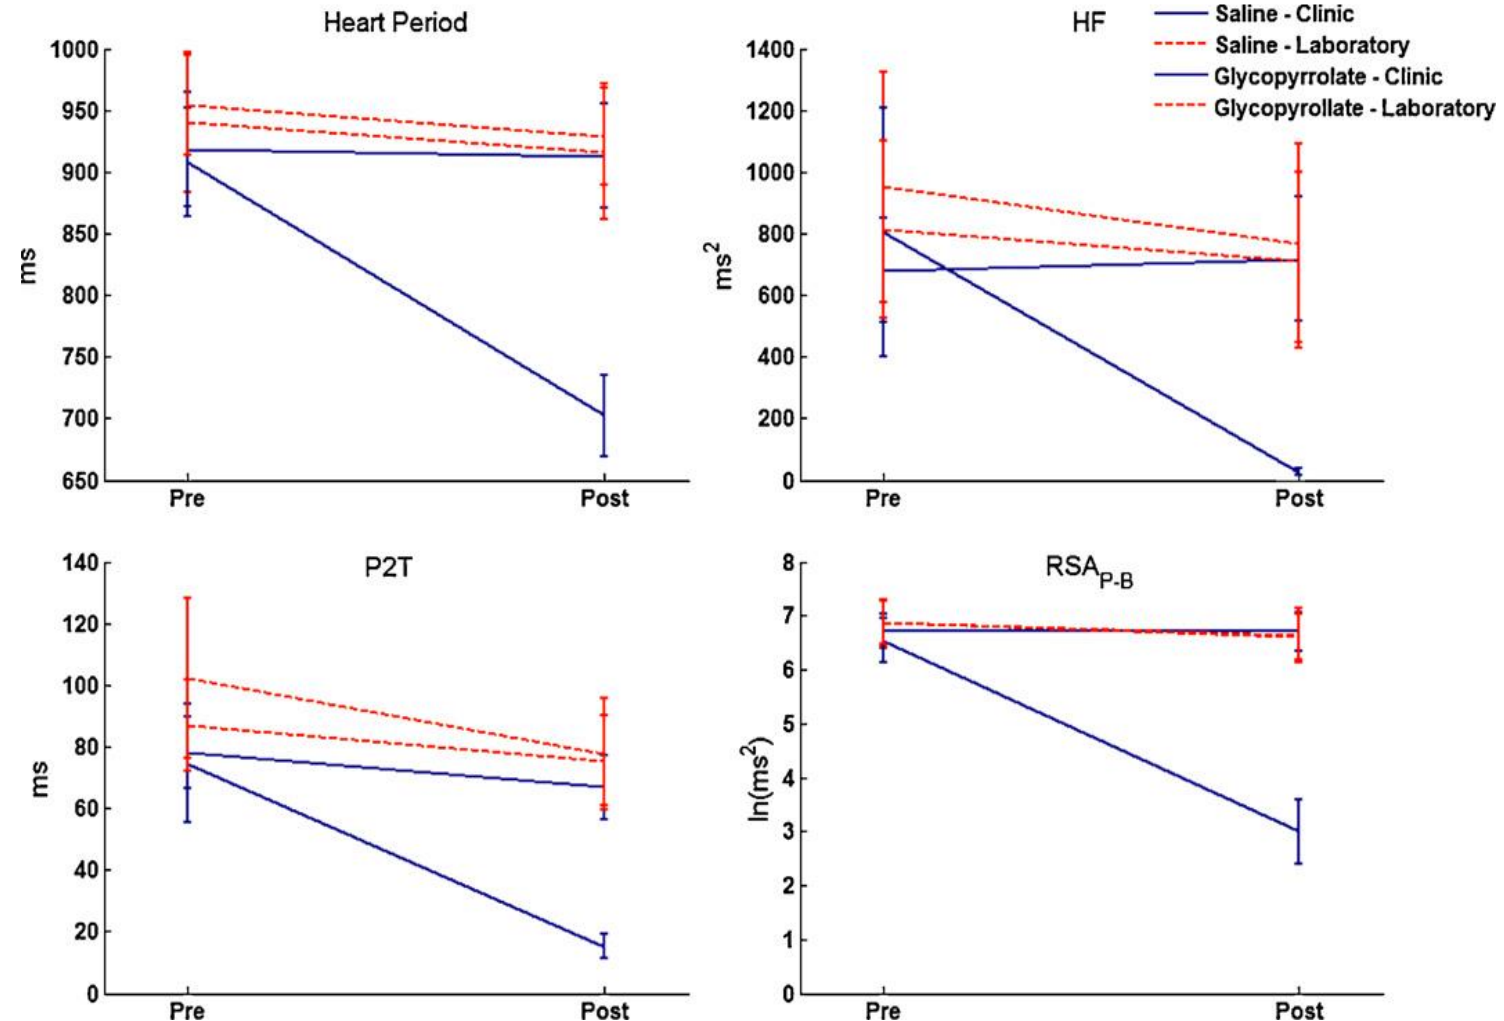 Heart Period
HF
Saline - Clinic
Saline - Laboratory
Glycopyrrolate - Clinic
Glycopyrollate - Laboratory
1000
950
900
850
800
750
700
650
ms
Pre
Post
1400
1200
1000
800
600
400
200
0
ms2
Pre
Post
P2T
140
120
100
80
60
40
20
0
ms
Pre
Post
RSAP-B
8
7
6
5
4
3
2
1
0
ln(ms2)
Pre
Post